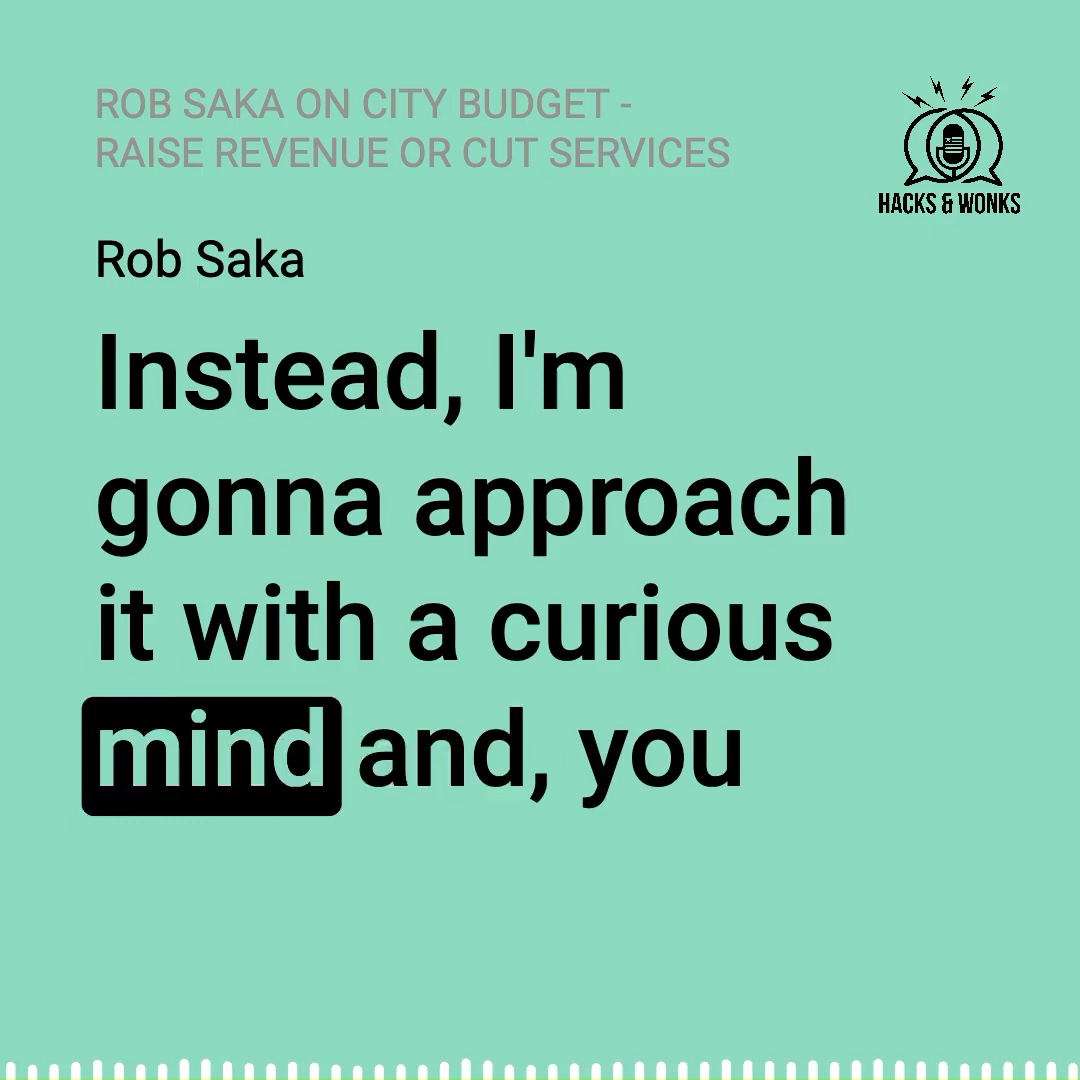 ROB SAKA ON CITY BUDGET -
RAISE REVENUE OR CUT SERVICES
HACKS & WONKS
Rob Saka
Instead, I'm
gonna approach
it with a curious
mind and, you